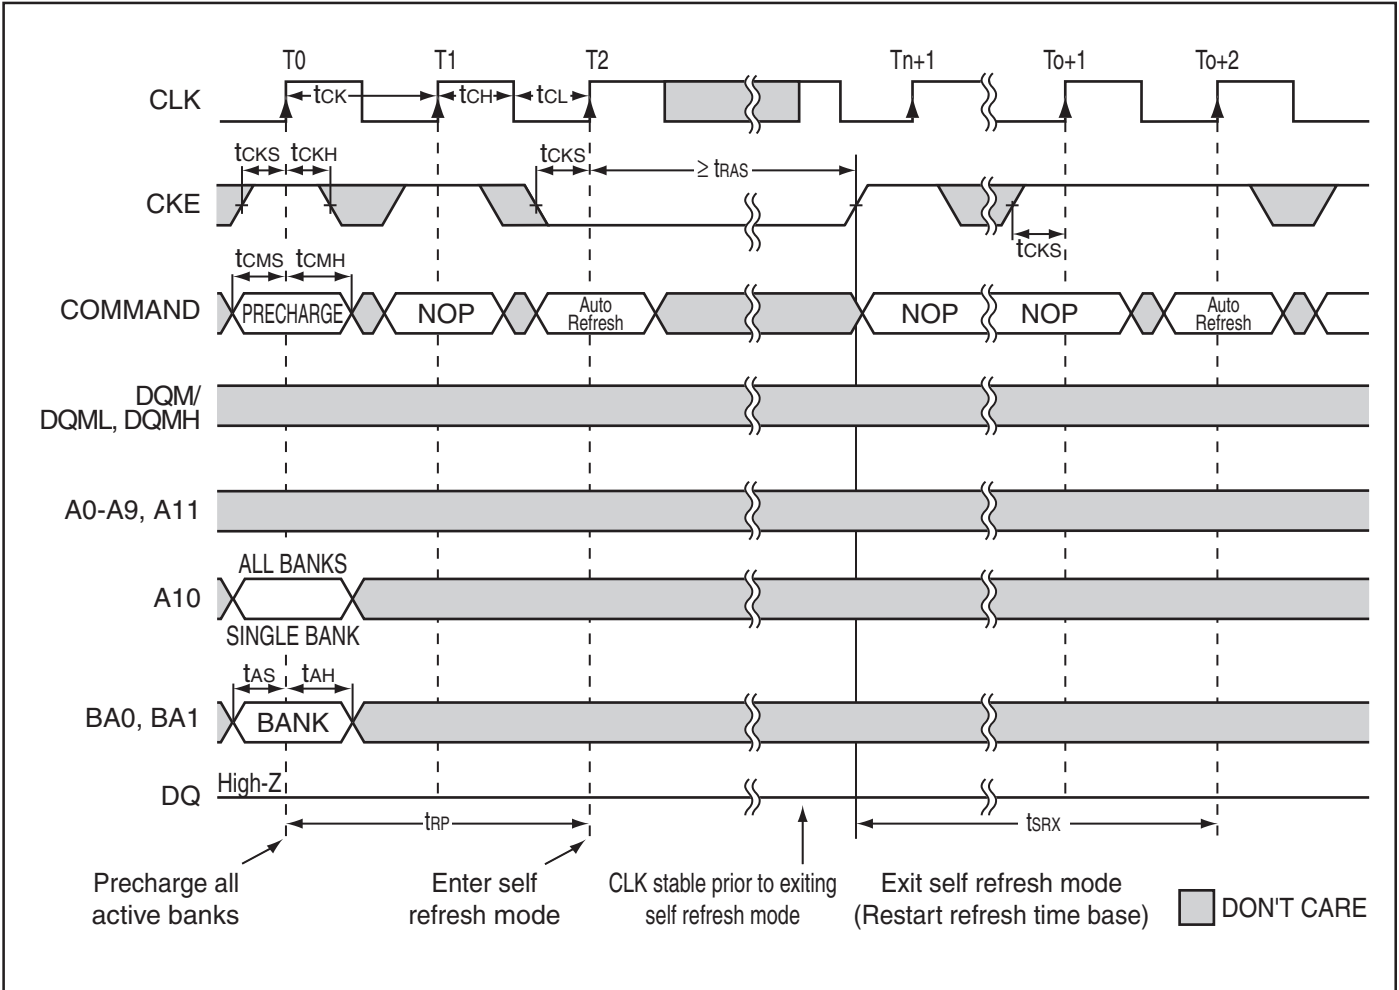 T0 T1 T2 Tn+1 To+1 To+2
CLK
tCK tCH tCL
tCKS tCKH tCKS ≥ tRAS
CKE
tCKS
tCMS tCMH
COMMAND PRECHARGE NOP Auto Refresh NOP NOP Auto Refresh
DQM/
DQML, DQMH
A0-A9, A11
ALL BANKS
A10
SINGLE BANK
tAS tAH
BA0, BA1 BANK
DQ High-Z
tRP tSRX
Precharge all
active banks
Enter self
refresh mode
CLK stable prior to exiting
self refresh mode
Exit self refresh mode
(Restart refresh time base)
DON'T CARE